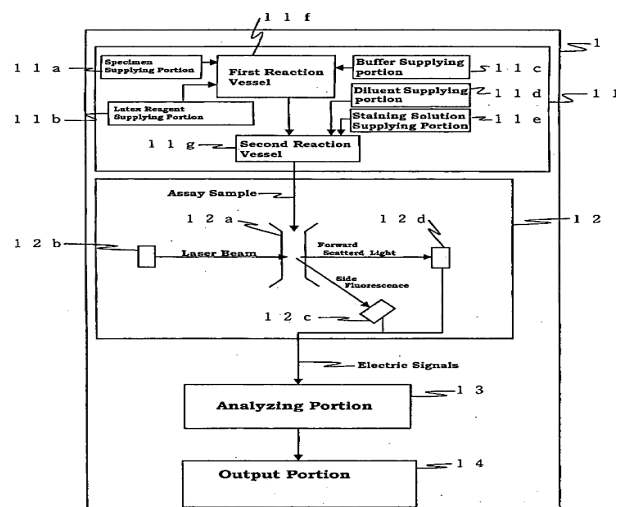 1 1 f
1
1 1 a
Specimen
Supplying Portion
First Reaction
Vessel
Buffer Supplying
portion
1 1 c
Diluent Supplying
portion
1 1 d
1 1
1 1 b
Latex Reagent
Supplying Portion
Staining Solution
Supplying Portion
1 1 e
1 1 g
Second Reaction
Vessel
Assay Sample
1 2 a
1 2 d
1 2
1 2 b
Laser Beam
Forward
Scatterd Light
Side
Fluorescence
1 2 c
Electric Signals
1 3
Analyzing Portion
1 4
Output Portion